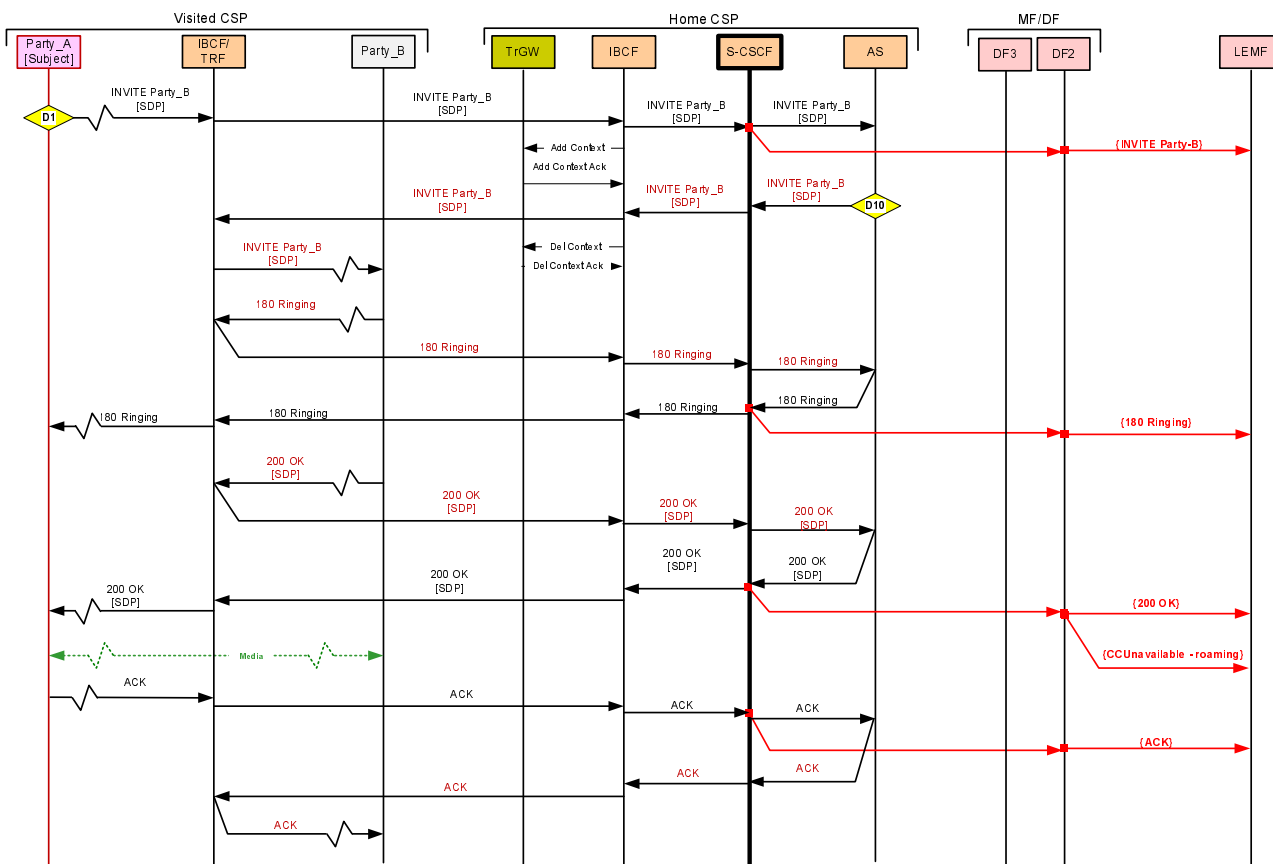 Visited CSP
Home CSP
MF/DF
Party_A
[Subject]
IBCF/
TRF
Party_B
TrGW
IBCF
S-CSCF
AS
DF3
DF2
LEMF
D1
INVITE Party_B
[SDP]
INVITE Party_B
[SDP]
INVITE Party_B
[SDP]
INVITE Party_B
[SDP]
{INVITE Party-B}
Add Context
Add Context Ack
INVITE Party_B
[SDP]
INVITE Party_B
[SDP]
INVITE Party_B
[SDP]
D10
INVITE Party_B
[SDP]
Del Context
Del Context Ack
180 Ringing
180 Ringing
180 Ringing
180 Ringing
180 Ringing
180 Ringing
180 Ringing
180 Ringing
{180 Ringing}
200 OK
[SDP]
200 OK
[SDP]
200 OK
[SDP]
200 OK
[SDP]
200 OK
[SDP]
200 OK
[SDP]
200 OK
[SDP]
200 OK
[SDP]
{200 OK}
Media
{CCUnavailable - roaming}
ACK
ACK
ACK
ACK
{ACK}
ACK
ACK
ACK
ACK